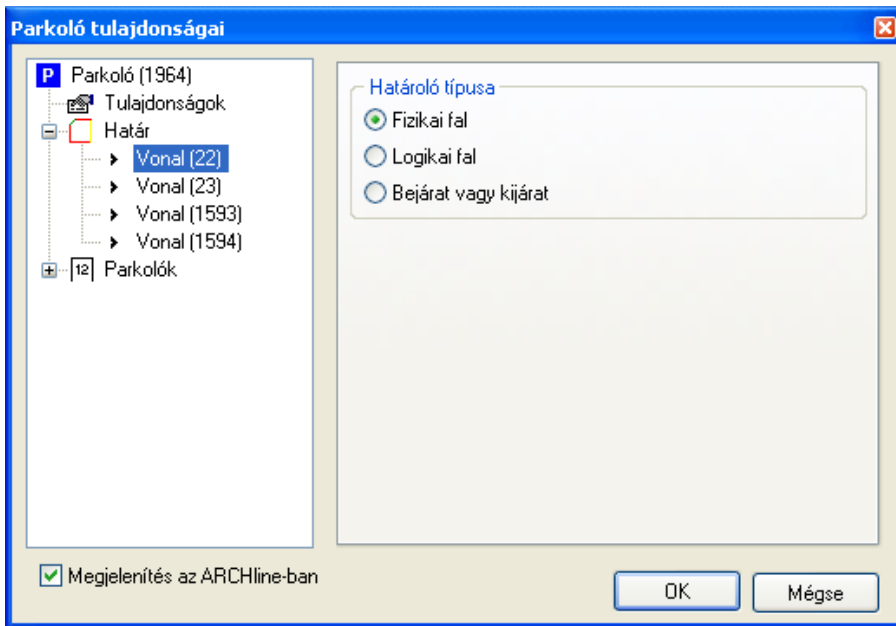 Parkoló tulajdonságai
P Parkoló (1964)
Tulajdonságok
Határ
Vonal (22)
Vonal (23)
Vonal (1593)
Vonal (1594)
12 Parkolók
Határoló típusa
Fizikai fal
Logikai fal
Bejárat vagy kijárat
Megjelenítés az ARCHline-ban
OK
Mégse